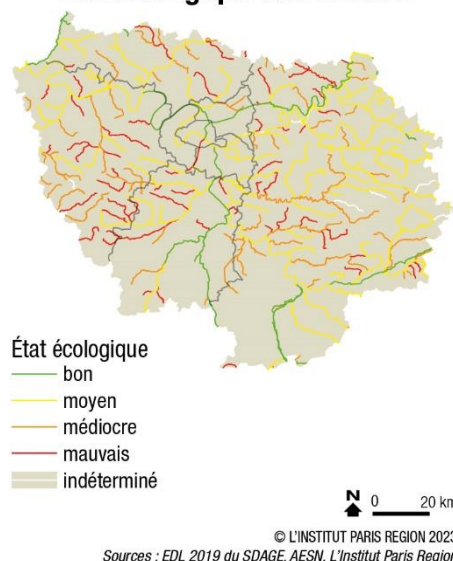 État écologique
bon
moyen
médiocre
mauvais
indéterminé
N 0 20 km
© L'INSTITUT PARIS REGION 2023
Sources : EDL 2019 du SDAGE, AESN, L'Institut Paris Region